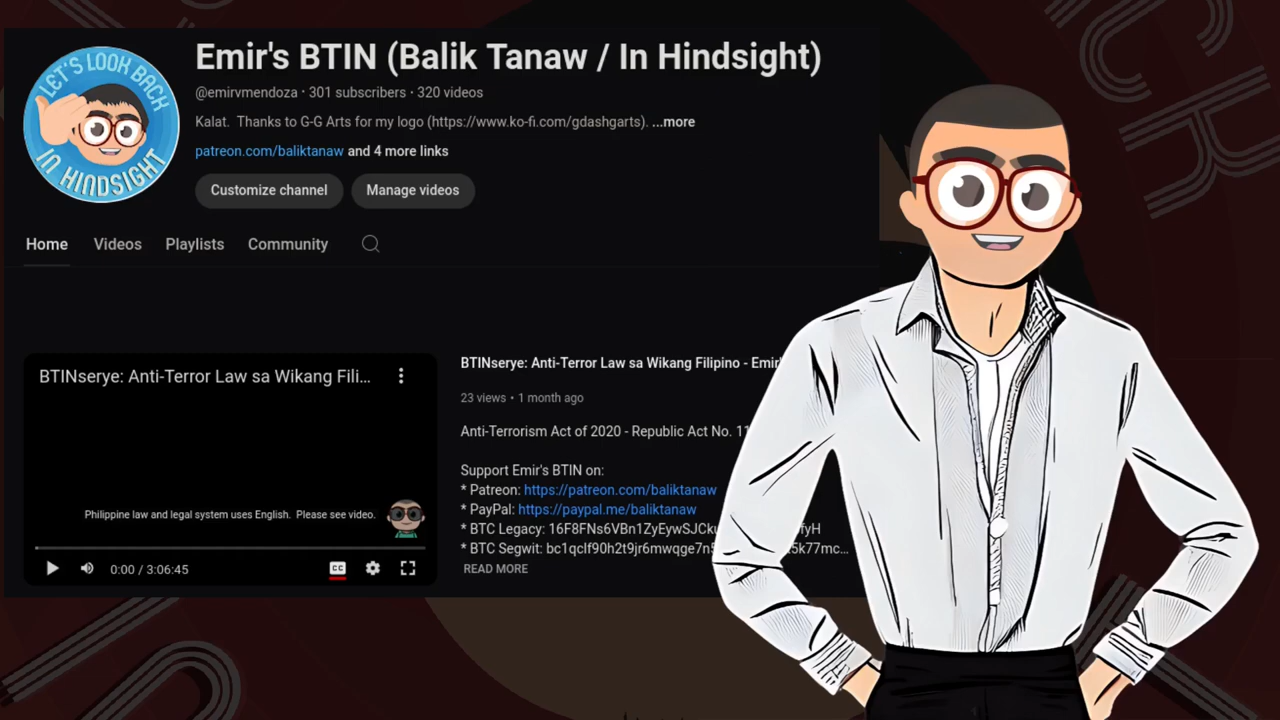 LET'S LOOK BACK
IN HINDSIGHT
Emir's BTIN (Balik Tanaw / In Hindsight)
@emirvmendoza · 301 subscribers · 320 videos
Kalat. Thanks to G-G Arts for my logo (https://www.ko-fi.com/gdashgarts). ...more
patreon.com/baliktanaw and 4 more links
Customize channel Manage videos
Home Videos Playlists Community
BTINserye: Anti-Terror Law sa Wikang Fili...
Philippine law and legal system uses English. Please see video.
0:00 / 3:06:45
CC
BTINserye: Anti-Terror Law sa Wikang Filipino - Emir'
23 views • 1 month ago
Anti-Terrorism Act of 2020 - Republic Act No. 11
Support Emir's BTIN on:
* Patreon: https://patreon.com/baliktanaw
* PayPal: https://paypal.me/baliktanaw
* BTC Legacy:
* BTC Segwit:
READ MORE